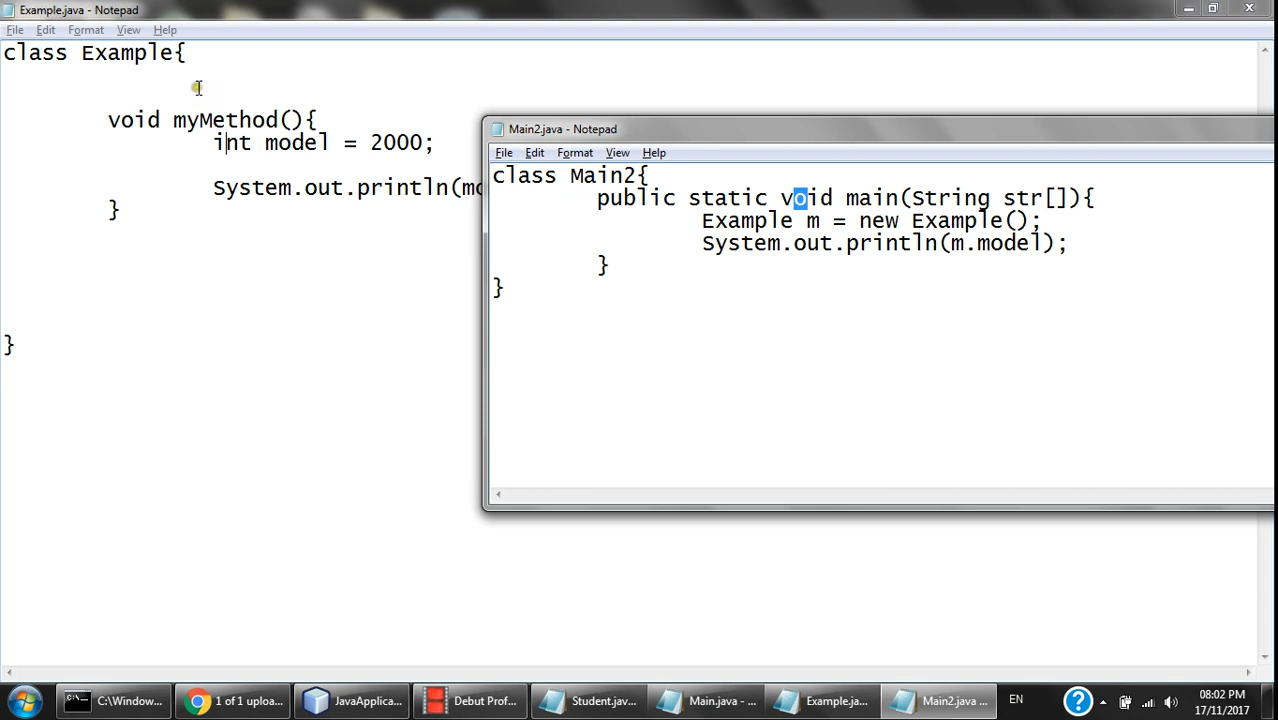 Example.java - Notepad
File Edit Format View Help
class Example{
void myMethod(){
int model = 2000;
System.out.println(mo
}
}
Main2.java - Notepad
File Edit Format View Help
class Main2{
public static void main(String str[]){
Example m = new Example();
System.out.println(m.model);
}
}
C:\Window... 1 of 1 uploa... JavaApplica... Debut Prof... Student.jav... Main.java - ... Example.ja... Main2.java ... EN 08:02 PM
17/11/2017